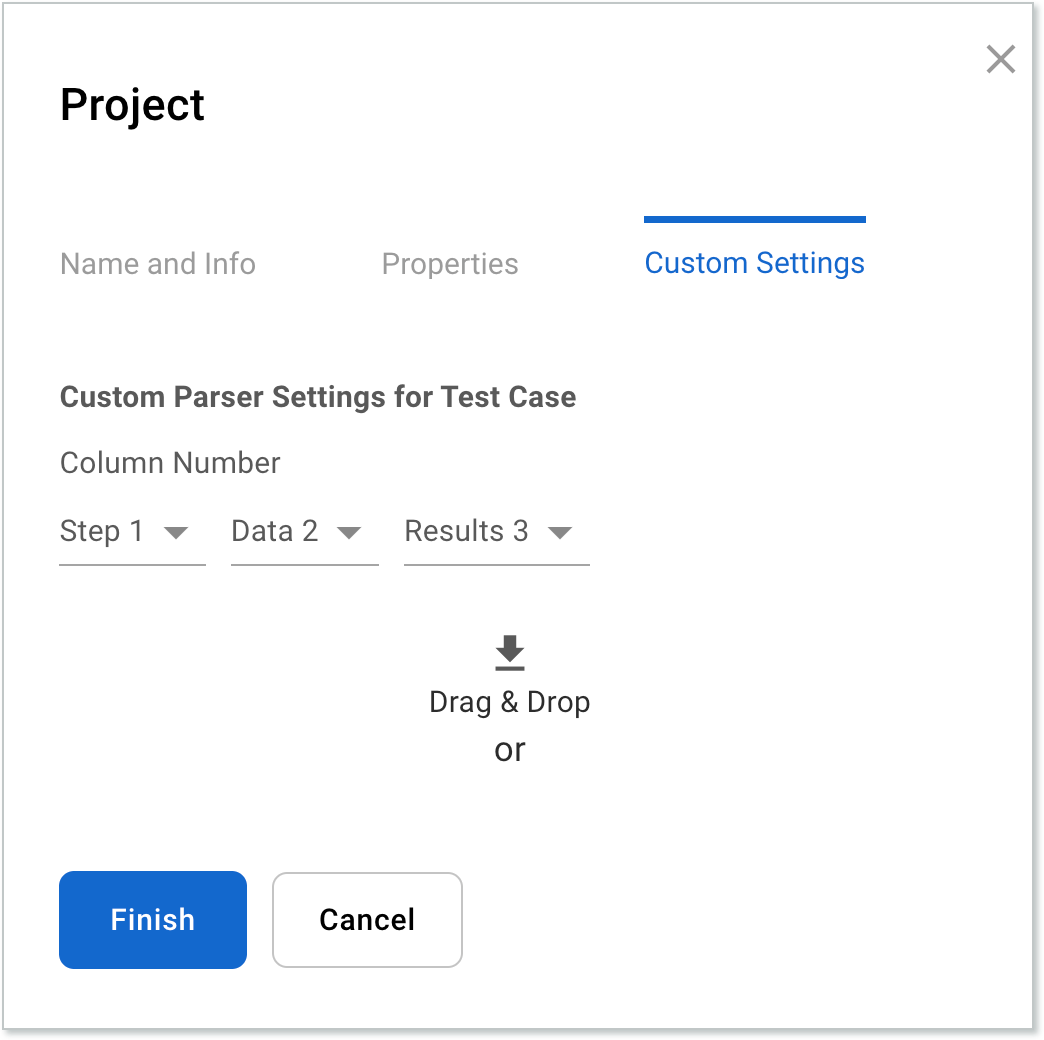 Project
Name and Info Properties Custom Settings
Custom Parser Settings for Test Case
Column Number
Step 1 Data 2 Results 3
Drag & Drop
or
Finish Cancel